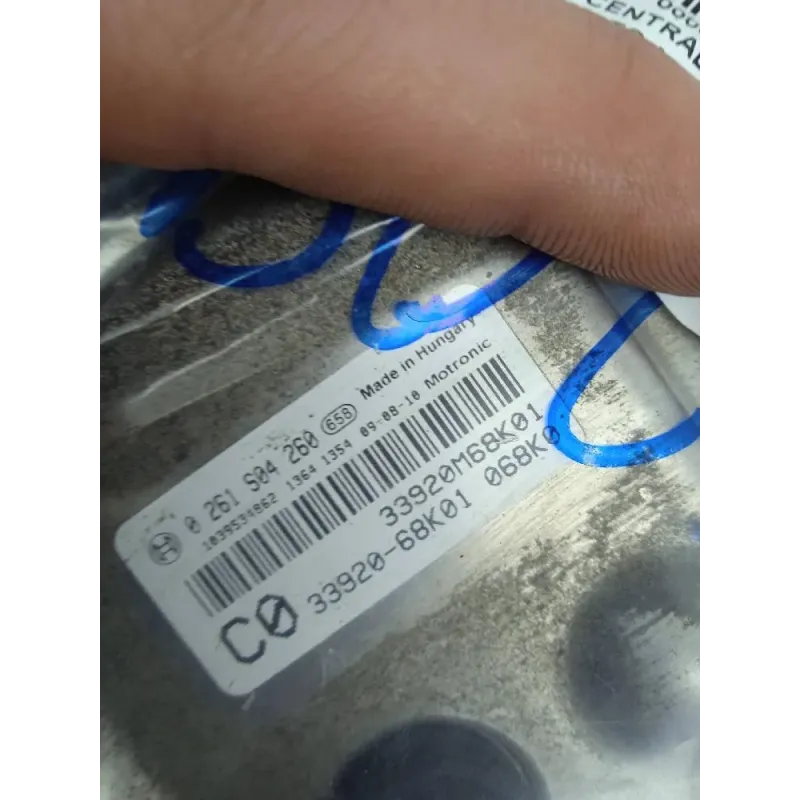 CENTRAL
0 261 S04 260 658 Made in Hungary
1039S34862 1364 1354 09-08-10 Motronic
33920M68K01
C0 33920-68K01 068K0